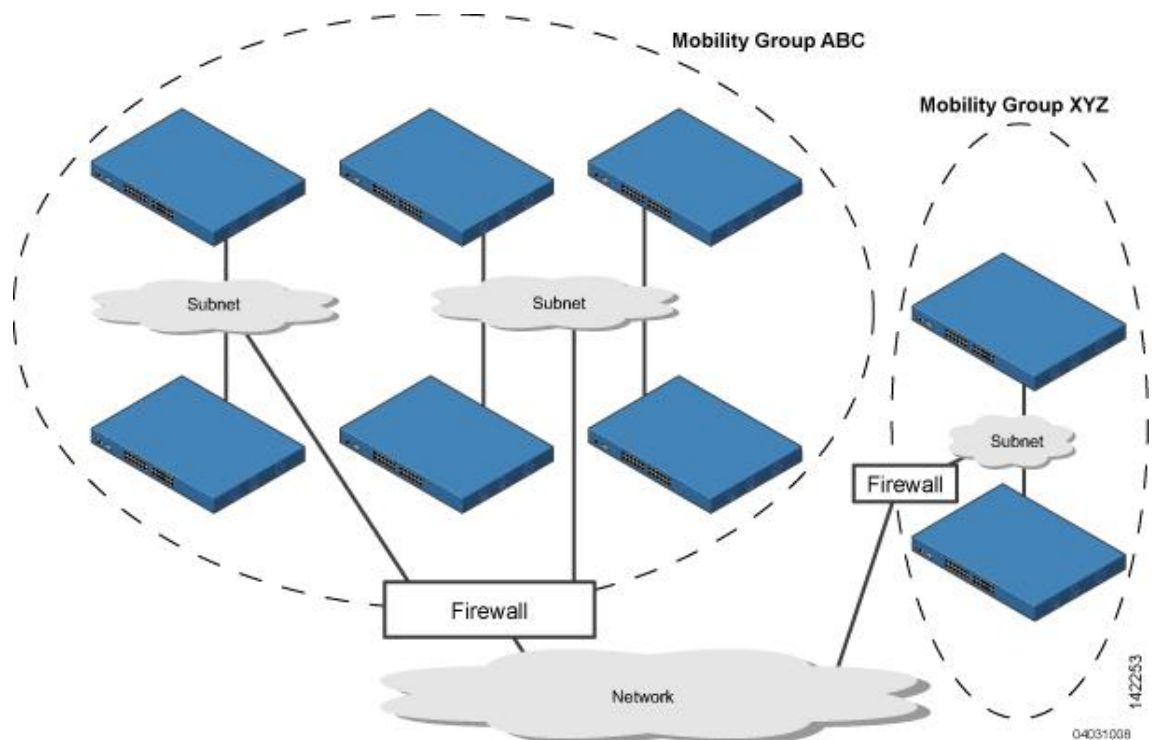 Mobility Group ABC
Mobility Group XYZ
Subnet
Subnet
Subnet
Firewall
Firewall
Network
142253
04031008